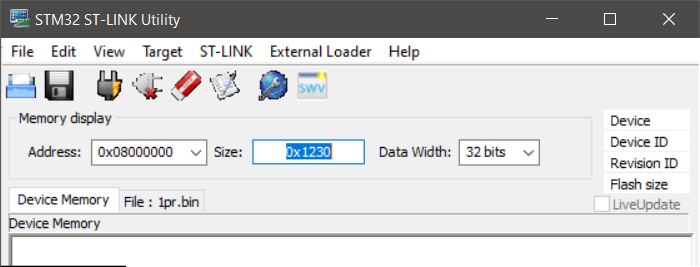 STM32 ST-LINK Utility
File Edit View Target ST-LINK External Loader Help
SWV
Memory display
Address: 0x08000000 Size: 0x1230 Data Width: 32 bits
Device
Device ID
Revision ID
Flash size
LiveUpdate
Device Memory File : 1pr.bin
Device Memory